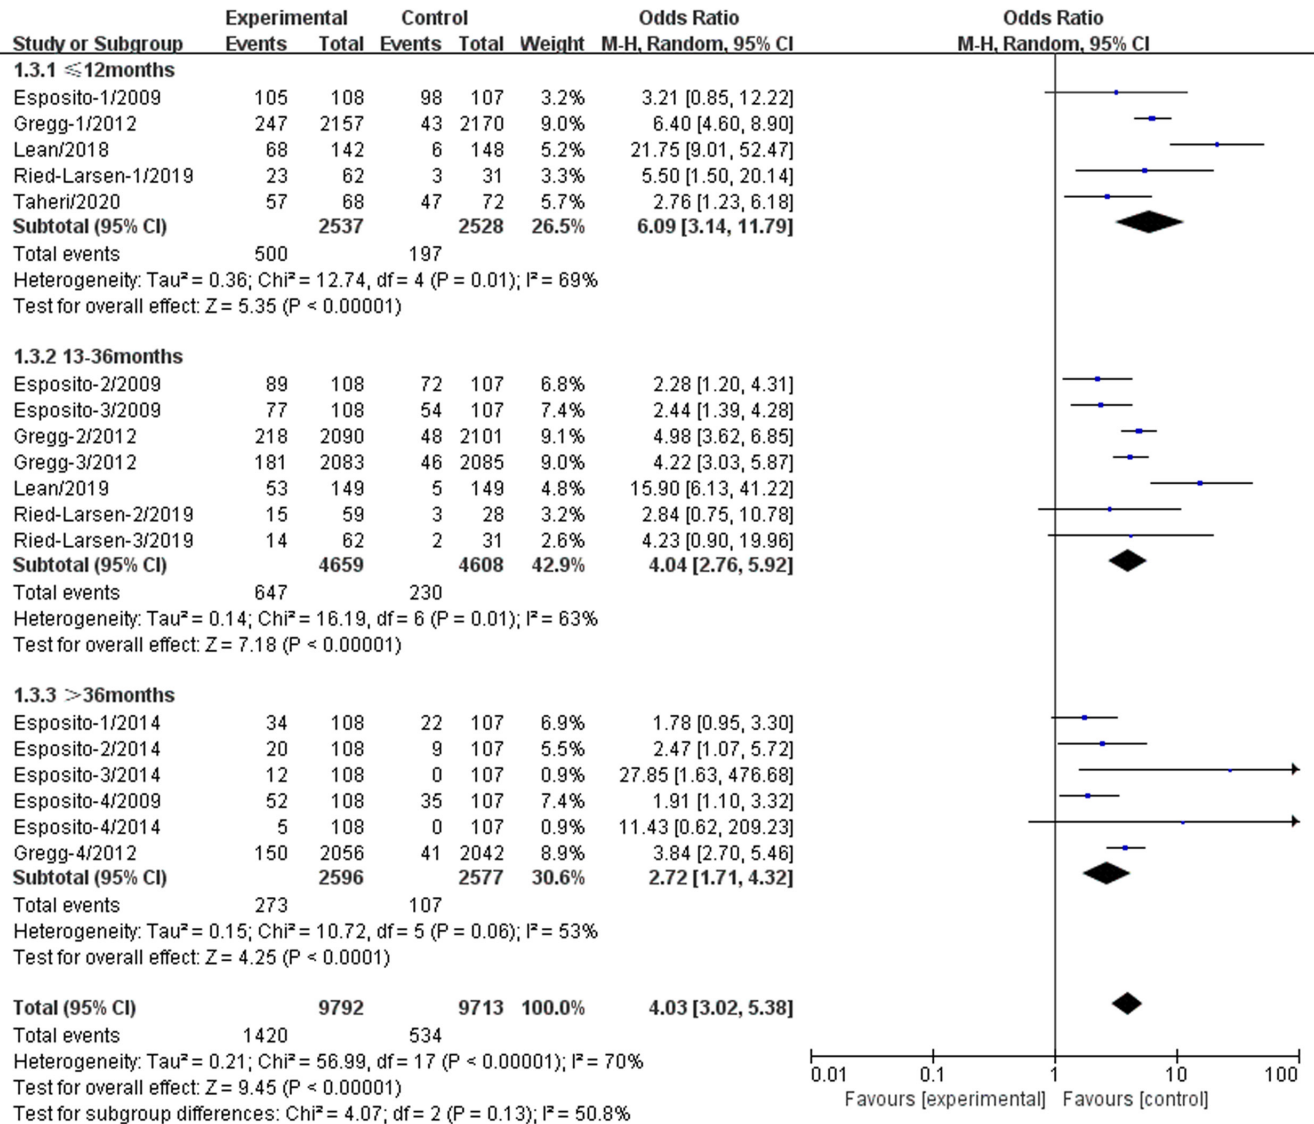 Experimental Control Odds Ratio Odds Ratio
Study or Subgroup Events Total Events Total Weight M-H, Random, 95% CI M-H, Random, 95% CI
1.3.1 ≤12months
Esposito-1/2009 105 108 98 107 3.2% 3.21 [0.85, 12.22]
Gregg-1/2012 247 2157 43 2170 9.0% 6.40 [4.60, 8.90]
Lean/2018 68 142 6 148 5.2% 21.75 [9.01, 52.47]
Ried-Larsen-1/2019 23 62 3 31 3.3% 5.50 [1.50, 20.14]
Taheri/2020 57 68 47 72 5.7% 2.76 [1.23, 6.18]
Subtotal (95% CI) 2537 2528 26.5% 6.09 [3.14, 11.79]
Total events 500 197
Heterogeneity: Tau² = 0.36; Chi² = 12.74, df = 4 (P = 0.01); I² = 69%
Test for overall effect: Z = 5.35 (P < 0.00001)
1.3.2 13-36months
Esposito-2/2009 89 108 72 107 6.8% 2.28 [1.20, 4.31]
Esposito-3/2009 77 108 54 107 7.4% 2.44 [1.39, 4.28]
Gregg-2/2012 218 2090 48 2101 9.1% 4.98 [3.62, 6.85]
Gregg-3/2012 181 2083 46 2085 9.0% 4.22 [3.03, 5.87]
Lean/2019 53 149 5 149 4.8% 15.90 [6.13, 41.22]
Ried-Larsen-2/2019 15 59 3 28 3.2% 2.84 [0.75, 10.78]
Ried-Larsen-3/2019 14 62 2 31 2.6% 4.23 [0.90, 19.96]
Subtotal (95% CI) 4659 4608 42.9% 4.04 [2.76, 5.92]
Total events 647 230
Heterogeneity: Tau² = 0.14; Chi² = 16.19, df = 6 (P = 0.01); I² = 63%
Test for overall effect: Z = 7.18 (P < 0.00001)
1.3.3 >36months
Esposito-1/2014 34 108 22 107 6.9% 1.78 [0.95, 3.30]
Esposito-2/2014 20 108 9 107 5.5% 2.47 [1.07, 5.72]
Esposito-3/2014 12 108 0 107 0.9% 27.85 [1.63, 476.68]
Esposito-4/2009 52 108 35 107 7.4% 1.91 [1.10, 3.32]
Esposito-4/2014 5 108 0 107 0.9% 11.43 [0.62, 209.23]
Gregg-4/2012 150 2056 41 2042 8.9% 3.84 [2.70, 5.46]
Subtotal (95% CI) 2596 2577 30.6% 2.72 [1.71, 4.32]
Total events 273 107
Heterogeneity: Tau² = 0.15; Chi² = 10.72, df = 5 (P = 0.06); I² = 53%
Test for overall effect: Z = 4.25 (P < 0.0001)
Total (95% CI) 9792 9713 100.0% 4.03 [3.02, 5.38]
Total events 1420 534
Heterogeneity: Tau² = 0.21; Chi² = 56.99, df = 17 (P < 0.00001); I² = 70%
Test for overall effect: Z = 9.45 (P < 0.00001)
Test for subgroup differences: Chi² = 4.07; df = 2 (P = 0.13); I² = 50.8%
0.01 0.1 1 10 100
Favours [experimental] Favours [control]